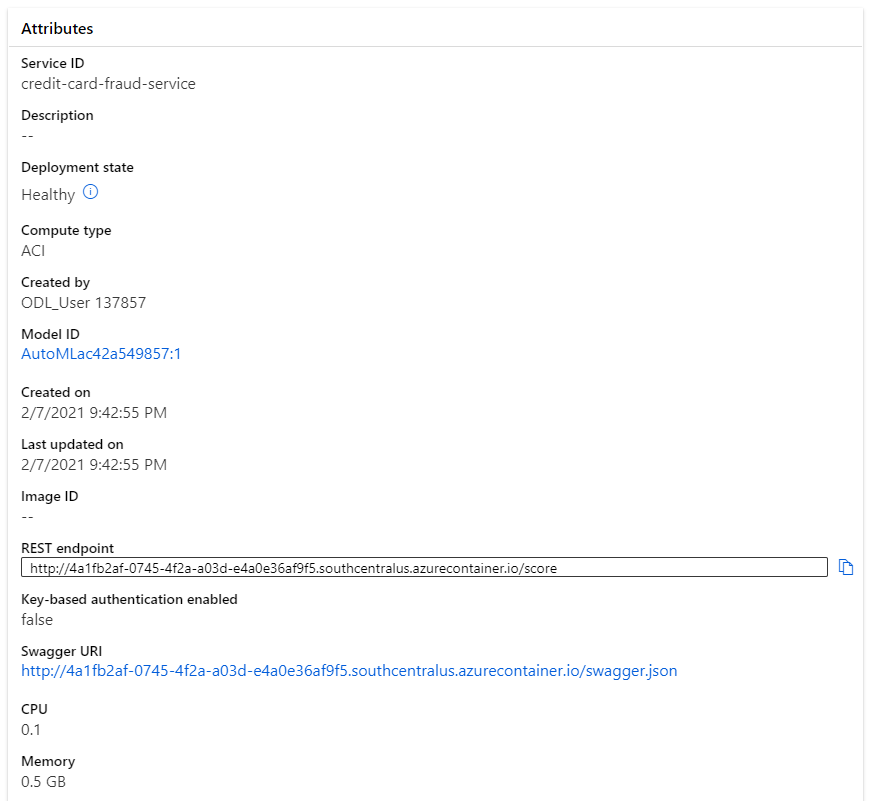 Attributes
Service ID
credit-card-fraud-service
Description
--
Deployment state
Healthy
Compute type
ACI
Created by
ODL_User 137857
Model ID
AutoMLac42a549857:1
Created on
2/7/2021 9:42:55 PM
Last updated on
2/7/2021 9:42:55 PM
Image ID
--
REST endpoint
http://4a1fb2af-0745-4f2a-a03d-e4a0e36af9f5.southcentralus.azurecontainer.io/score
Key-based authentication enabled
false
Swagger URI
http://4a1fb2af-0745-4f2a-a03d-e4a0e36af9f5.southcentralus.azurecontainer.io/swagger.json
CPU
0.1
Memory
0.5 GB